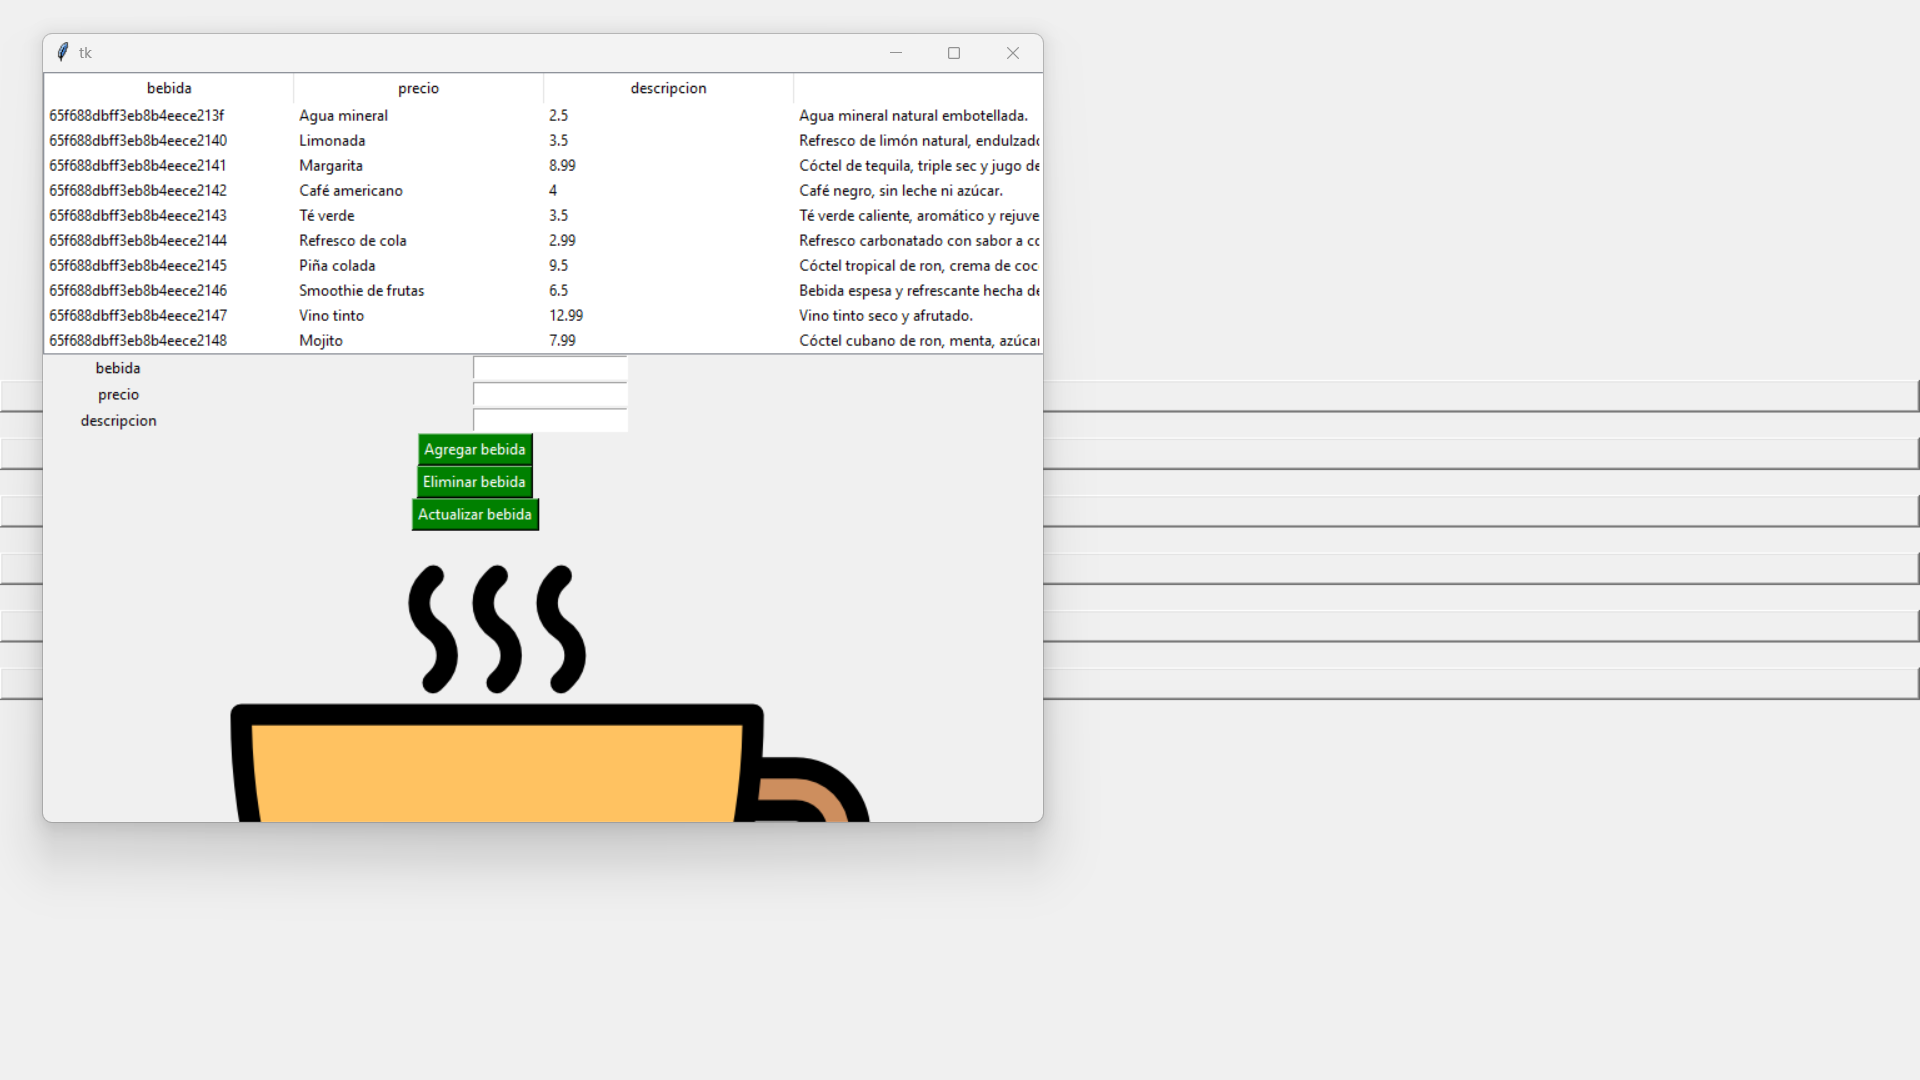 tk
bebida precio descripcion
65f688dbff3eb8b4eece213f Agua mineral 2.5 Agua mineral natural embotellada.
65f688dbff3eb8b4eece2140 Limonada 3.5 Refresco de limón natural, endulzado
65f688dbff3eb8b4eece2141 Margarita 8.99 Cóctel de tequila, triple sec y jugo de
65f688dbff3eb8b4eece2142 Café americano 4 Café negro, sin leche ni azúcar.
65f688dbff3eb8b4eece2143 Té verde 3.5 Té verde caliente, aromático y rejuve
65f688dbff3eb8b4eece2144 Refresco de cola 2.99 Refresco carbonatado con sabor a co
65f688dbff3eb8b4eece2145 Piña colada 9.5 Cóctel tropical de ron, crema de coc
65f688dbff3eb8b4eece2146 Smoothie de frutas 6.5 Bebida espesa y refrescante hecha de
65f688dbff3eb8b4eece2147 Vino tinto 12.99 Vino tinto seco y afrutado.
65f688dbff3eb8b4eece2148 Mojito 7.99 Cóctel cubano de ron, menta, azúcar
bebida
precio
descripcion
Agregar bebida
Eliminar bebida
Actualizar bebida